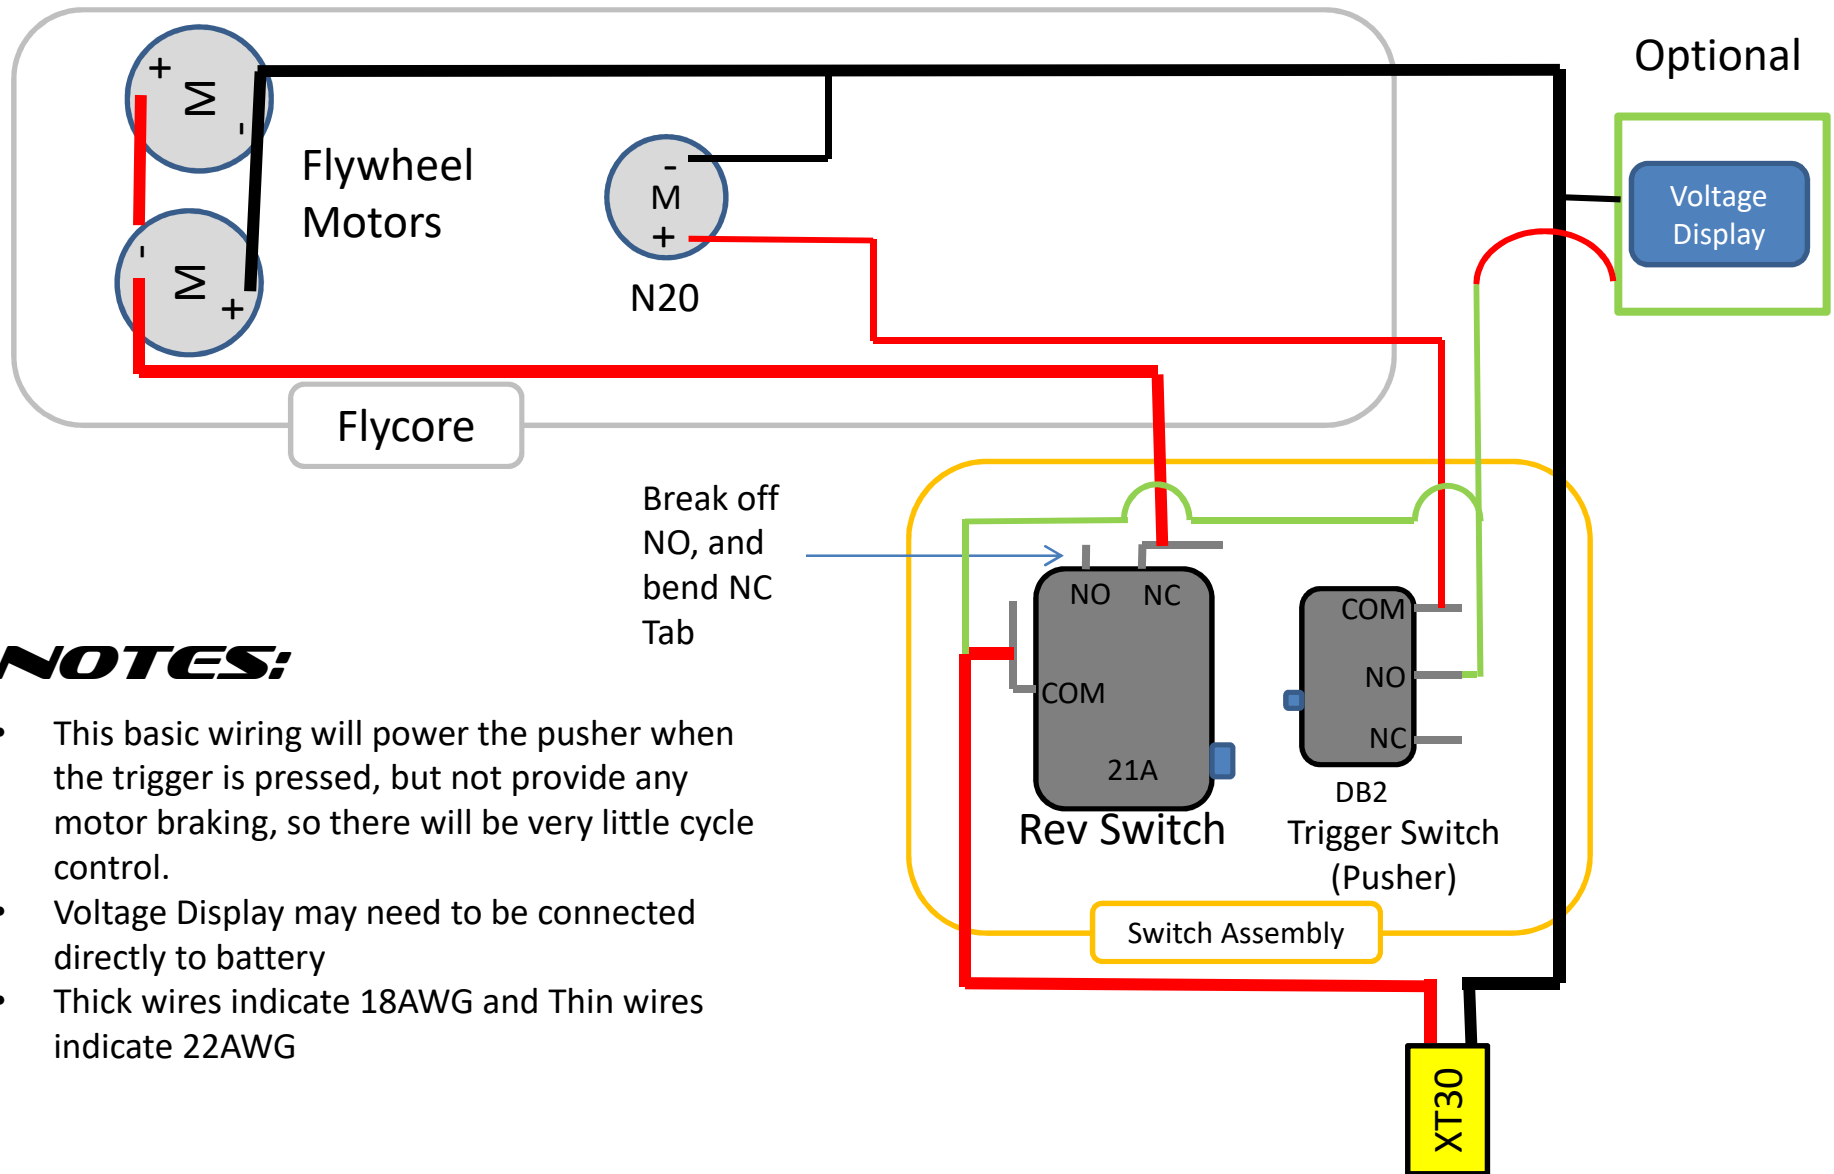 Optional
+
M
-
Flywheel
Motors
-
M
+
-
M
+
N20
Voltage
Display
Flycore
Break off
NO, and
bend NC
Tab
NO NC
COM
21A
Rev Switch
COM
NO
NC
DB2
Trigger Switch
(Pusher)
Switch Assembly
XT30
NOTES:
• This basic wiring will power the pusher when
the trigger is pressed, but not provide any
motor braking, so there will be very little cycle
control.
• Voltage Display may need to be connected
directly to battery
• Thick wires indicate 18AWG and Thin wires
indicate 22AWG